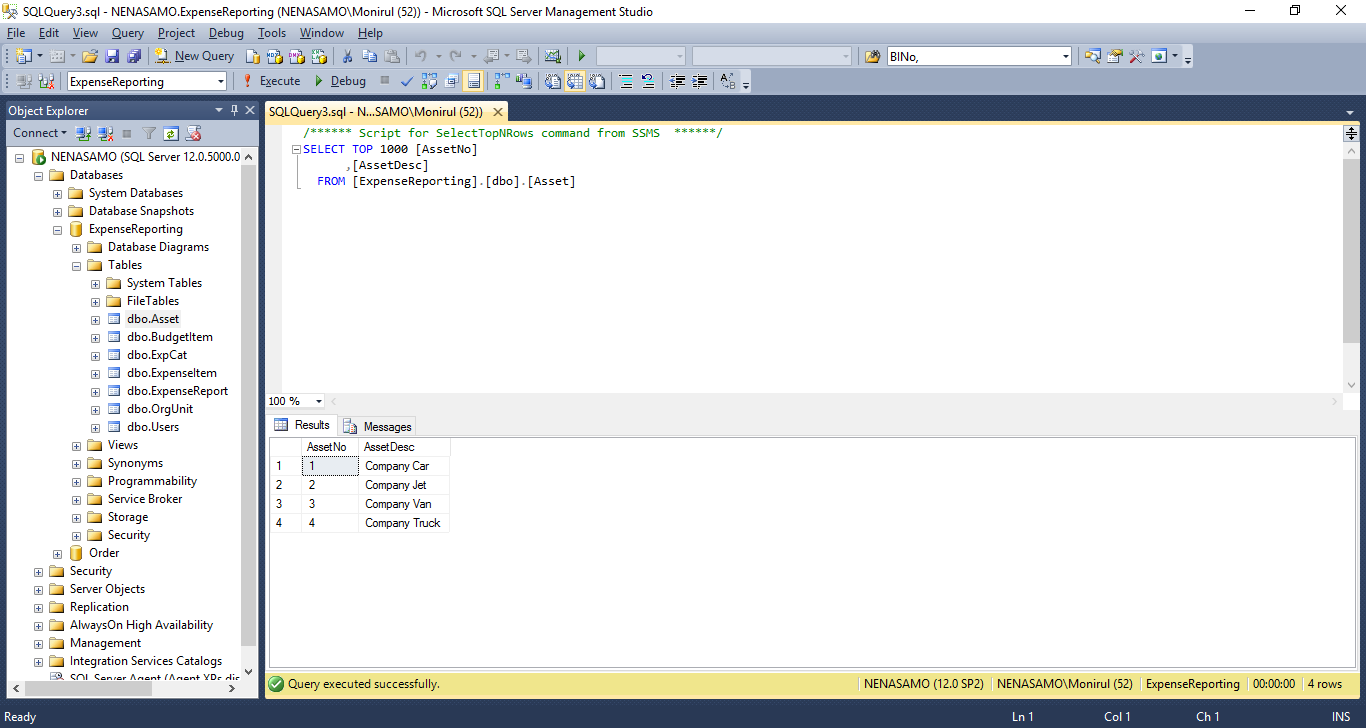 SQLQuery3.sql - NENASAMO.ExpenseReporting (NENASAMO\Monirul (52)) - Microsoft SQL Server Management Studio
File Edit View Query Project Debug Tools Window Help
New Query BINo,
ExpenseReporting Execute Debug
Object Explorer
Connect
NENASAMO (SQL Server 12.0.5000.0
Databases
System Databases
Database Snapshots
ExpenseReporting
Database Diagrams
Tables
System Tables
FileTables
dbo.Asset
dbo.BudgetItem
dbo.ExpCat
dbo.ExpenseItem
dbo.ExpenseReport
dbo.OrgUnit
dbo.Users
Views
Synonyms
Programmability
Service Broker
Storage
Security
Order
Security
Server Objects
Replication
AlwaysOn High Availability
Management
Integration Services Catalogs
SQL Server Agent (Agent XPs dis
SQLQuery3.sql - N...SAMO\Monirul (52))
/****** Script for SelectTopNRows command from SSMS  ******/
SELECT TOP 1000 [AssetNo]
,[AssetDesc]
FROM [ExpenseReporting].[dbo].[Asset]
100 %
Results Messages
AssetNo AssetDesc
1 1 Company Car
2 2 Company Jet
3 3 Company Van
4 4 Company Truck
Query executed successfully. NENASAMO (12.0 SP2) NENASAMO\Monirul (52) ExpenseReporting 00:00:00 4 rows
Ready Ln 1 Col 1 Ch 1 INS